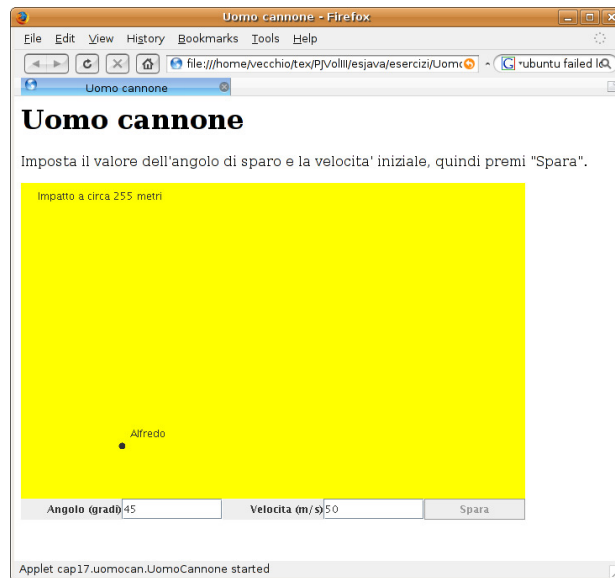 Uomo cannone - Firefox
File Edit View History Bookmarks Tools Help
file:///home/vecchio/tex/PJVolIII/esjava/esercizi/Uomo
ubuntu failed
Uomo cannone
Uomo cannone
Imposta il valore dell'angolo di sparo e la velocita' iniziale, quindi premi "Spara".
Impatto a circa 255 metri
Alfredo
Angolo (gradi) 45 Velocita (m/s) 50 Spara
Applet cap17.uomocan.UomoCannone started